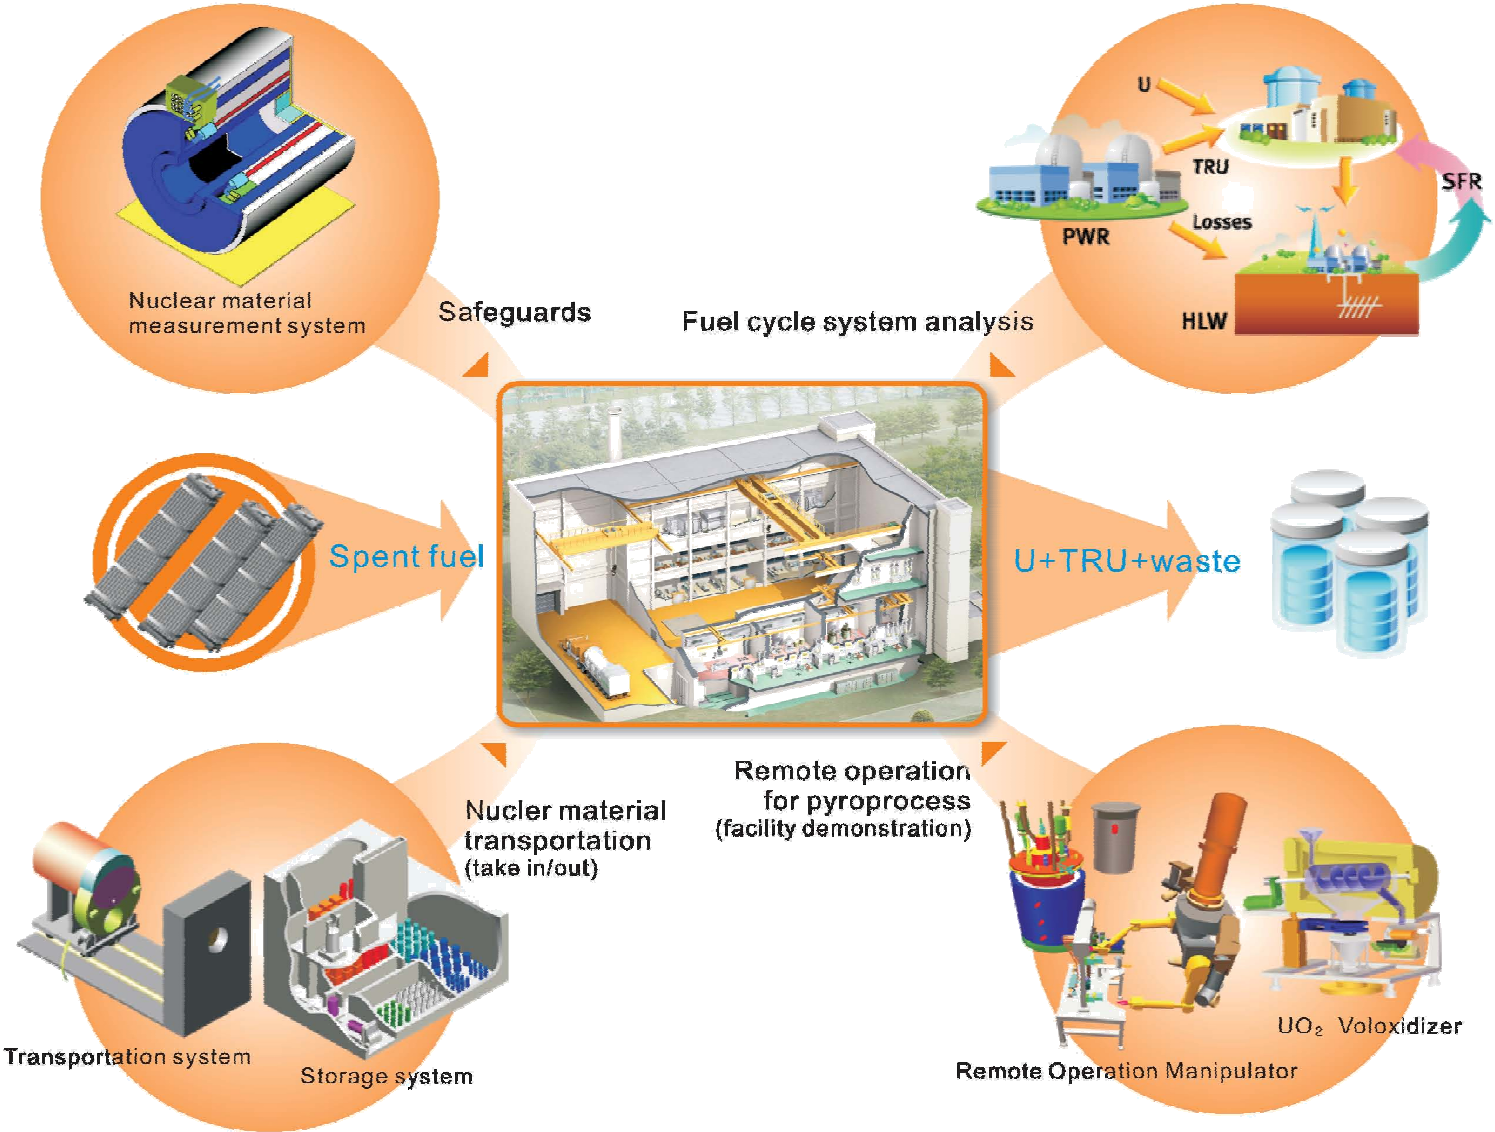 Nuclear material
measurement system
Safeguards
Fuel cycle system analysis
U
TRU
SFR
Losses
PWR
HLW
Spent fuel
U+TRU+waste
Nucler material
transportation
(take in/out)
Remote operation
for pyroprocess
(facility demonstration)
Transportation system
Storage system
UO₂ Voloxidizer
Remote Operation Manipulator